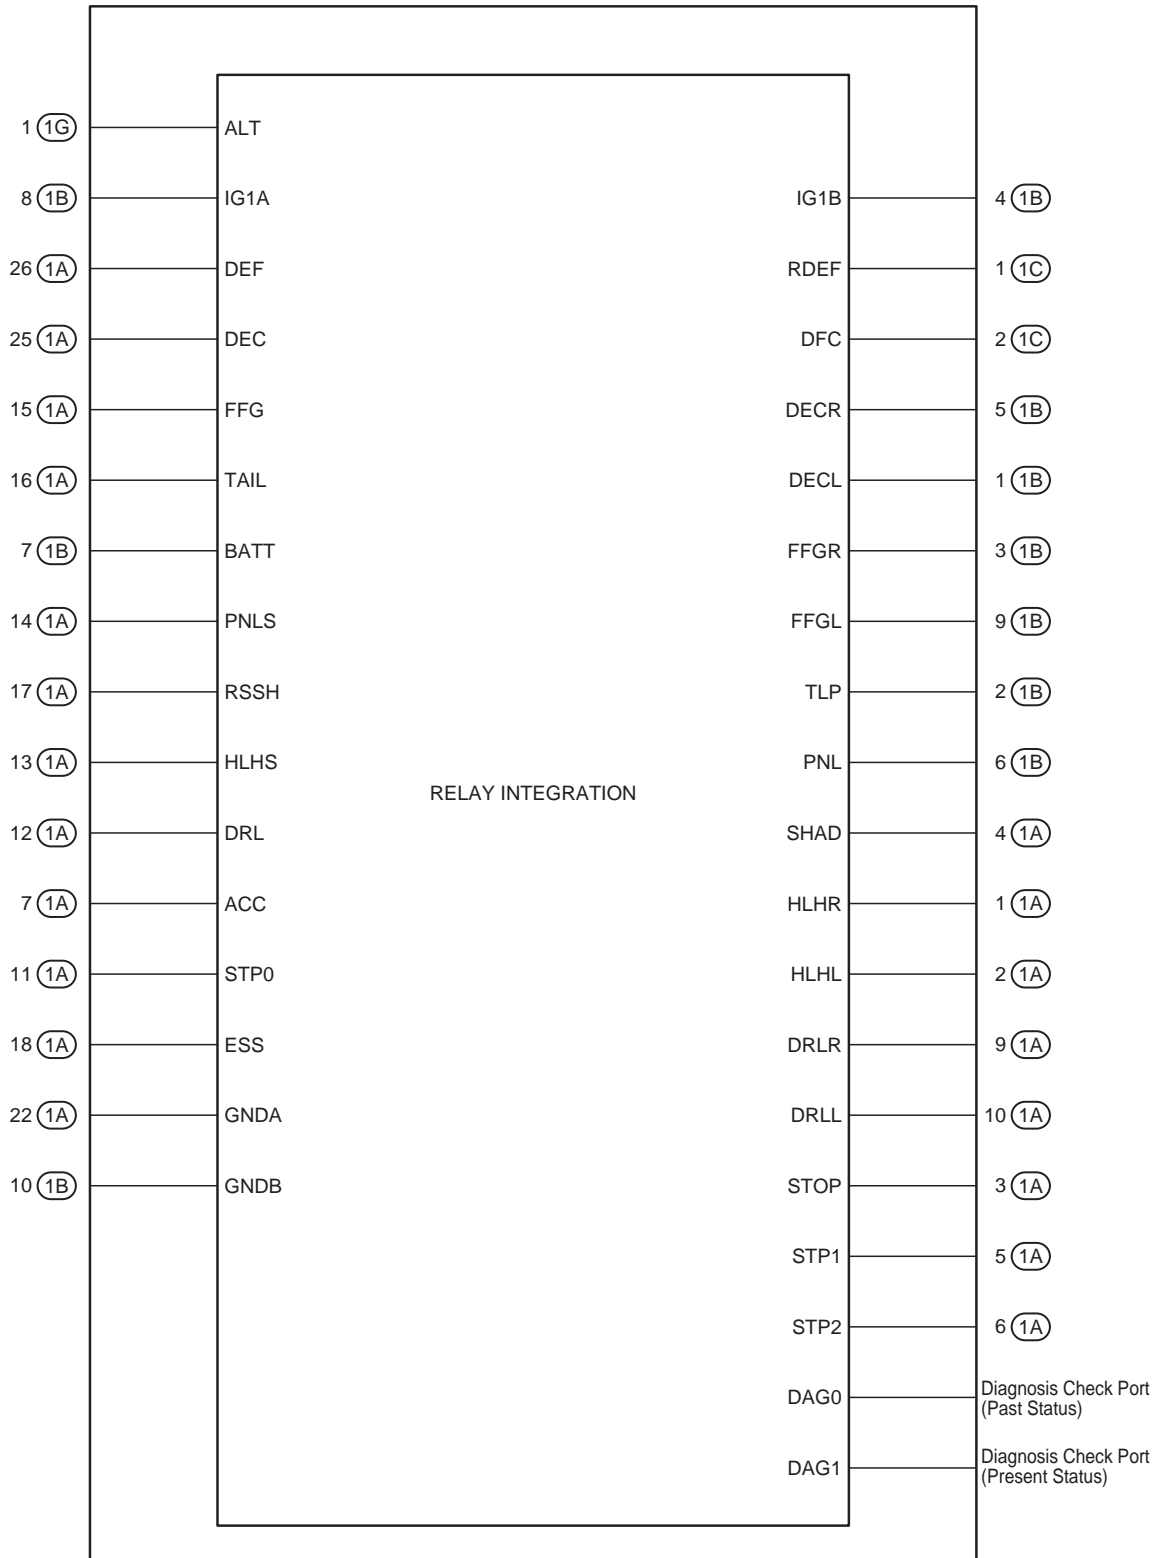 1 1G ALT
8 1B IG1A IG1B 4 1B
26 1A DEF RDEF 1 1C
25 1A DEC DFC 2 1C
15 1A FFG DECR 5 1B
16 1A TAIL DECL 1 1B
7 1B BATT FFGR 3 1B
14 1A PNLS FFGL 9 1B
17 1A RSSH TLP 2 1B
13 1A HLHS PNL 6 1B
RELAY INTEGRATION
12 1A DRL SHAD 4 1A
7 1A ACC HLHR 1 1A
11 1A STP0 HLHL 2 1A
18 1A ESS DRLR 9 1A
22 1A GNDA DRLL 10 1A
10 1B GNDB STOP 3 1A
STP1 5 1A
STP2 6 1A
DAG0 Diagnosis Check Port
(Past Status)
DAG1 Diagnosis Check Port
(Present Status)